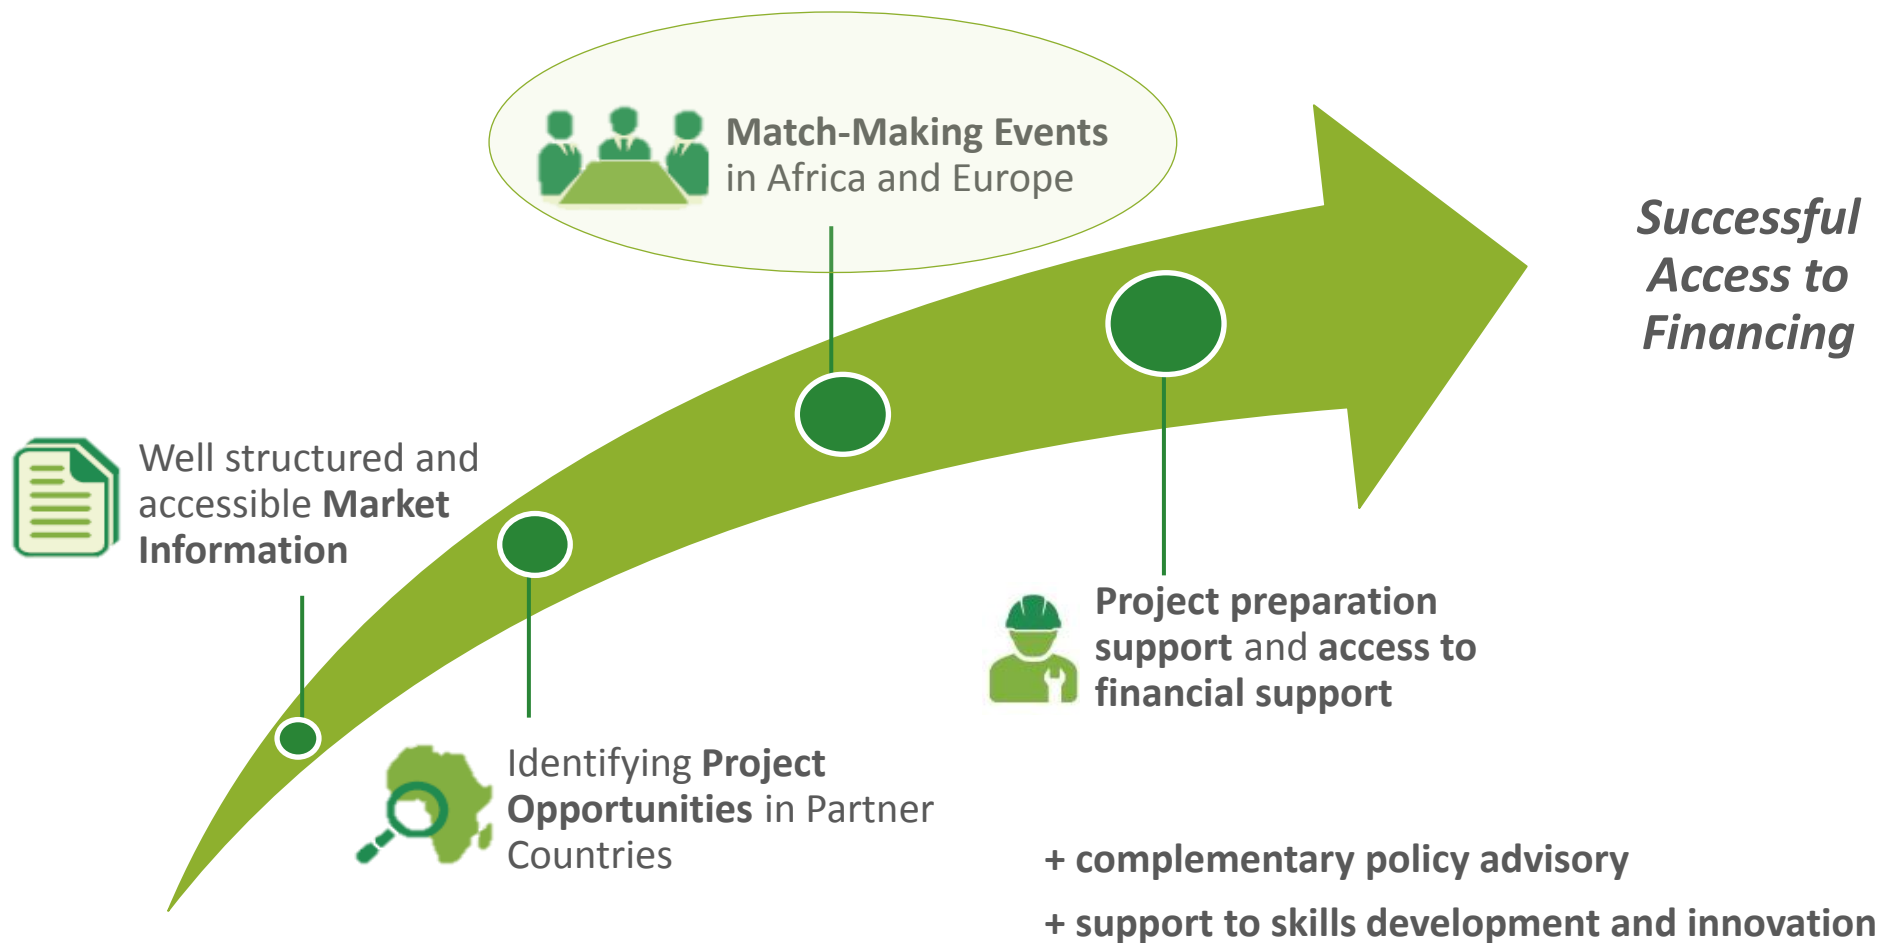 Match-Making Events
in Africa and Europe
Successful
Access to
Financing
Well structured and
accessible Market
Information
Project preparation
support and access to
financial support
Identifying Project
Opportunities in Partner
Countries
+ complementary policy advisory
+ support to skills development and innovation